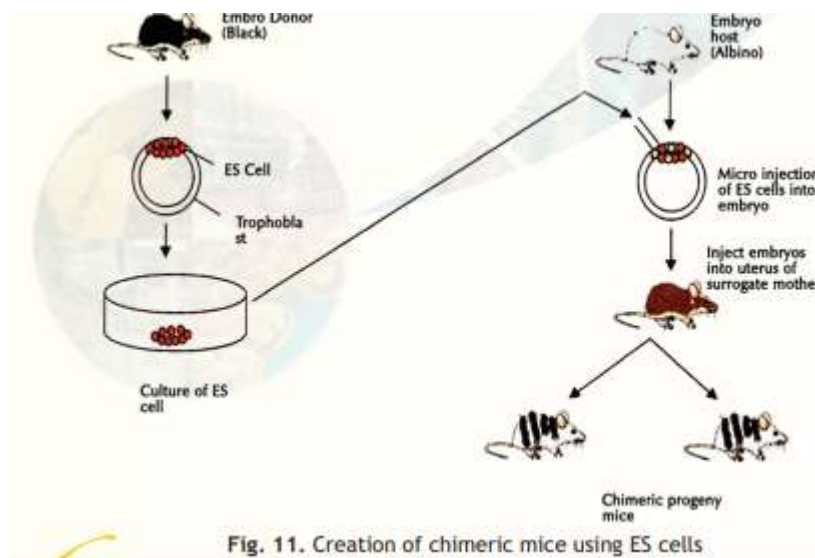 Embro Donor
(Black)
Embryo
host
(Albino)
ES Cell
Trophobla
st
Micro injection
of ES cells into
embryo
Inject embryos
into uterus of
surrogate mothe
Culture of ES
cell
Chimeric progeny
mice
Fig. 11. Creation of chimeric mice using ES cells